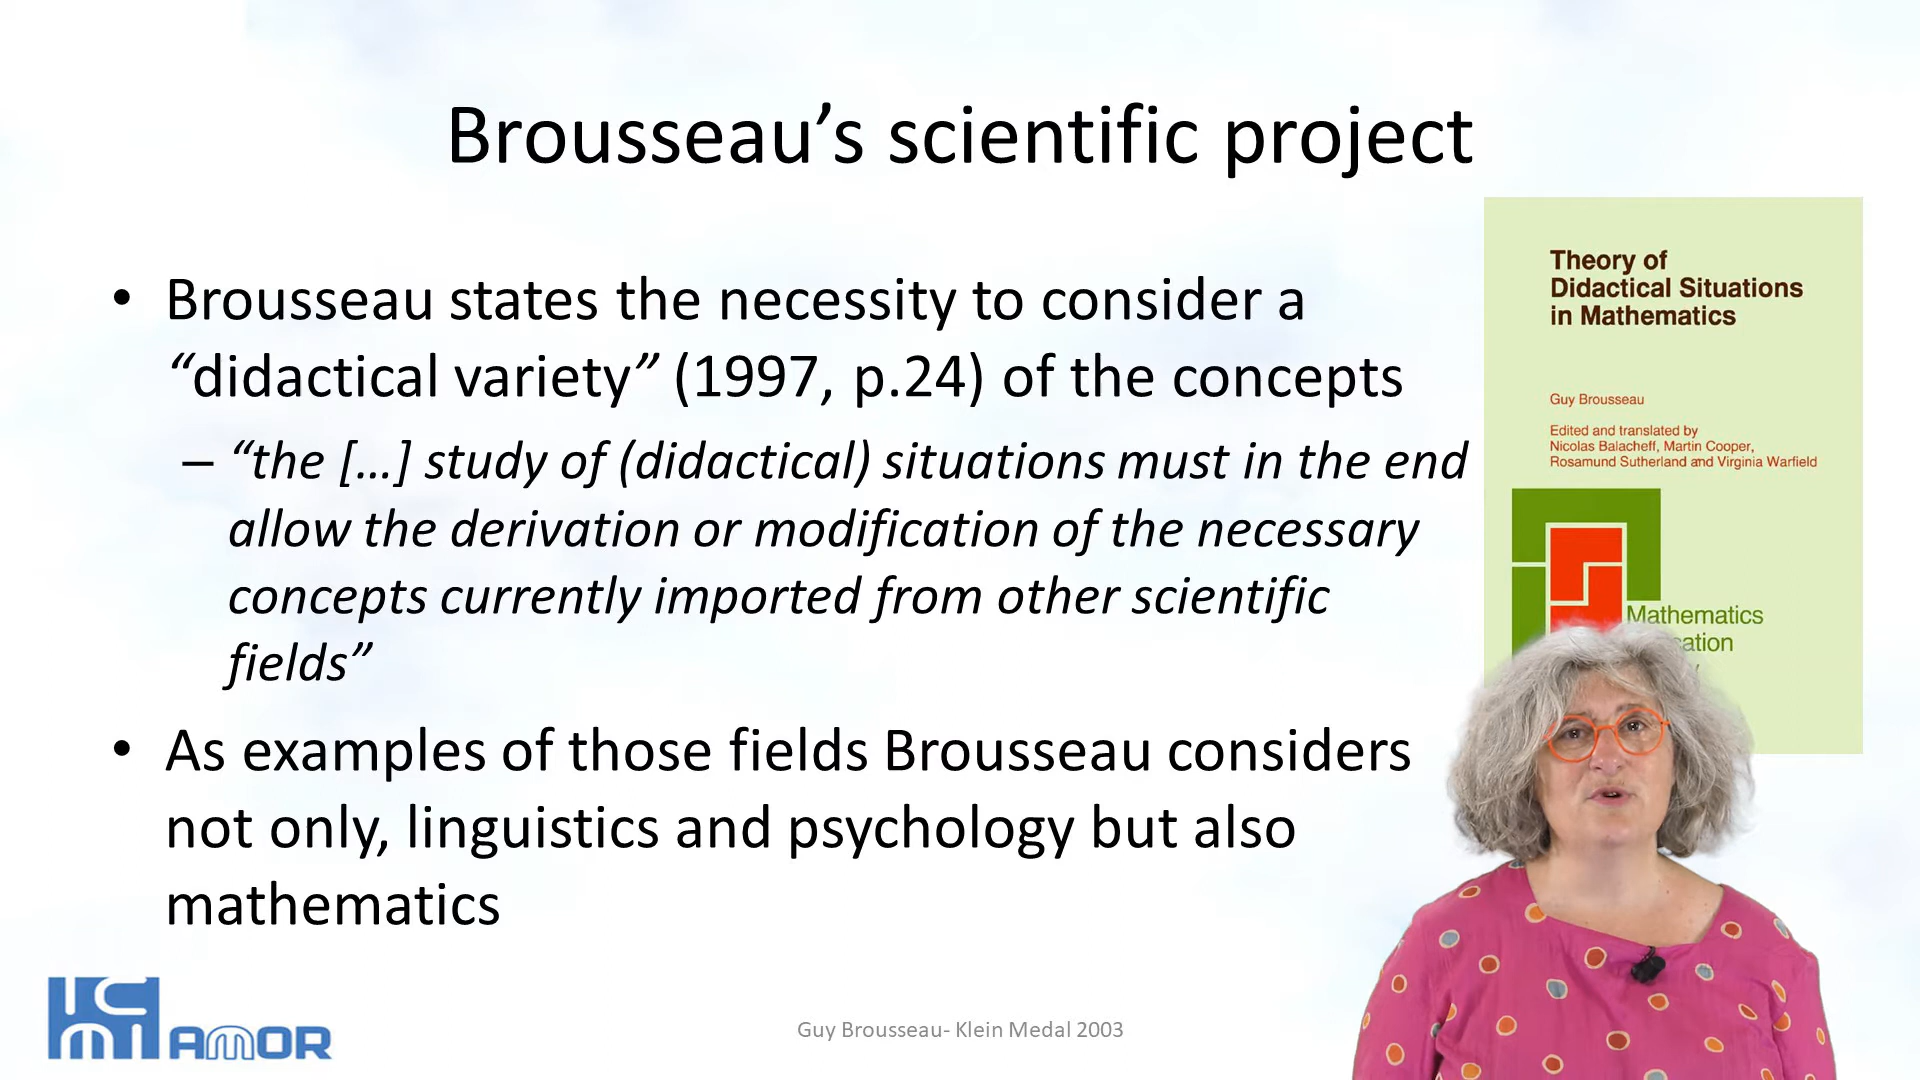 Brousseau’s scientific project
• Brousseau states the necessity to consider a
“didactical variety” (1997, p.24) of the concepts
– “the […] study of (didactical) situations must in the end
allow the derivation or modification of the necessary
concepts currently imported from other scientific
fields”
• As examples of those fields Brousseau considers
not only, linguistics and psychology but also
mathematics
Theory of
Didactical Situations
in Mathematics
Guy Brousseau
Edited and translated by
Nicolas Balacheff, Martin Cooper,
Rosamund Sutherland and Virginia Warfield
Mathematics
ICMI AMOR
Guy Brousseau- Klein Medal 2003